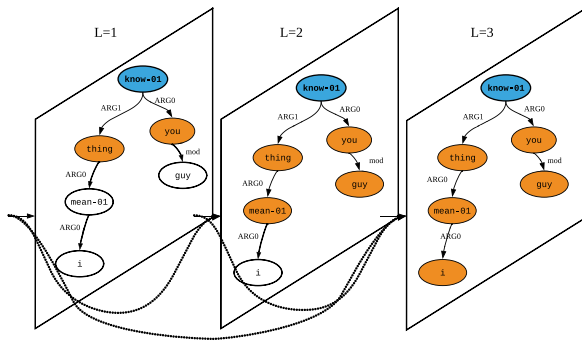 L=1
know-01
ARG1
ARG0
you
thing
mod
ARG0
guy
mean-01
ARG0
i
L=2
know-01
ARG1
ARG0
you
thing
mod
ARG0
guy
mean-01
ARG0
i
L=3
know-01
ARG1
ARG0
you
thing
mod
ARG0
guy
mean-01
ARG0
i